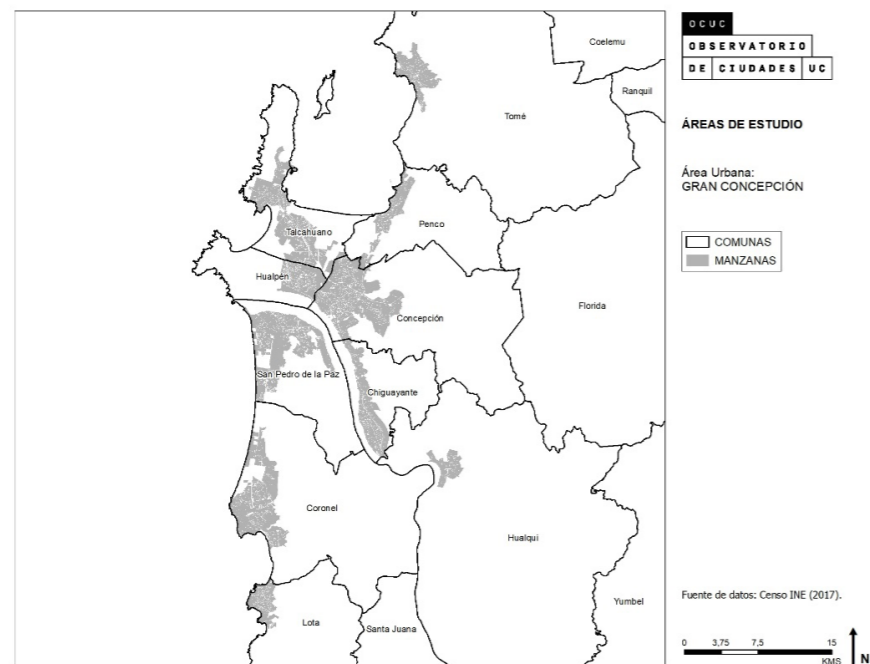 OCUC
OBSERVATORIO
DE CIUDADES UC
ÁREAS DE ESTUDIO
Área Urbana:
GRAN CONCEPCIÓN
COMUNAS
MANZANAS
Coelemu
Ranquil
Tomé
Penco
Talcahuano
Hualpén
Florida
Concepción
San Pedro de la Paz
Chiguayante
Coronel
Hualqui
Yumbel
Lota
Santa Juana
Fuente de datos: Censo INE (2017).
0 3,75 7,5 15
KMS
N